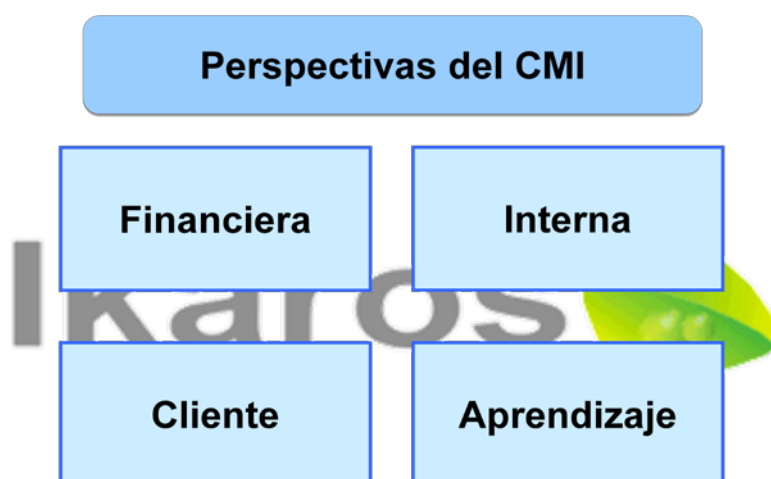 Perspectivas del CMI
Financiera
Interna
Ikaros
Cliente
Aprendizaje